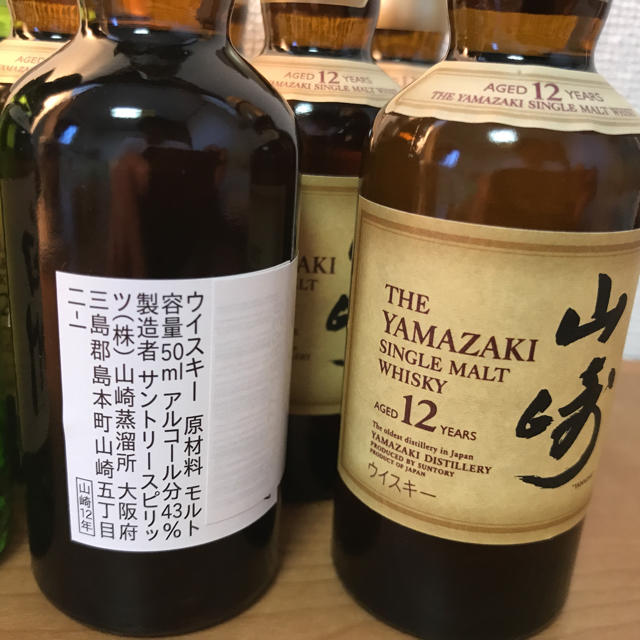 ウイスキー 原材料 モルト
容量50ml アルコール分43%
製造者 サントリースピリッ
ツ(株)山崎蒸溜所 大阪府
三島郡島本町山崎五丁目
二ー一
山崎12年
AGED 12 YEARS
THE YAMAZAKI SINGLE MALT WHISKY
AGED 12 YEARS
THE YAMAZAKI SINGLE MALT WHISKY
THE
YAMAZAKI
SINGLE MALT
WHISKY
AGED 12 YEARS
The oldest distillery in Japan
YAMAZAKI DISTILLERY
PRODUCED BY SUNTORY
PRODUCT OF JAPAN
ウイスキー
山崎